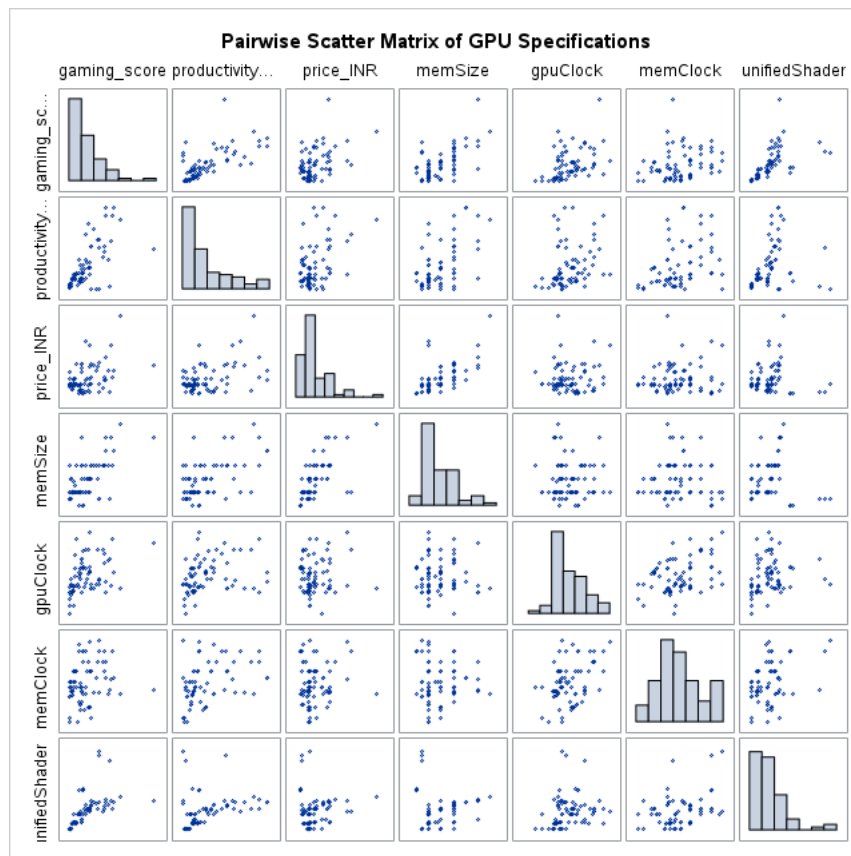 Pairwise Scatter Matrix of GPU Specifications
gaming_score productivity... price_INR memSize gpuClock memClock unifiedShader
gaming_sc...
productivity...
price_INR
memSize
gpuClock
memClock
unifiedShader